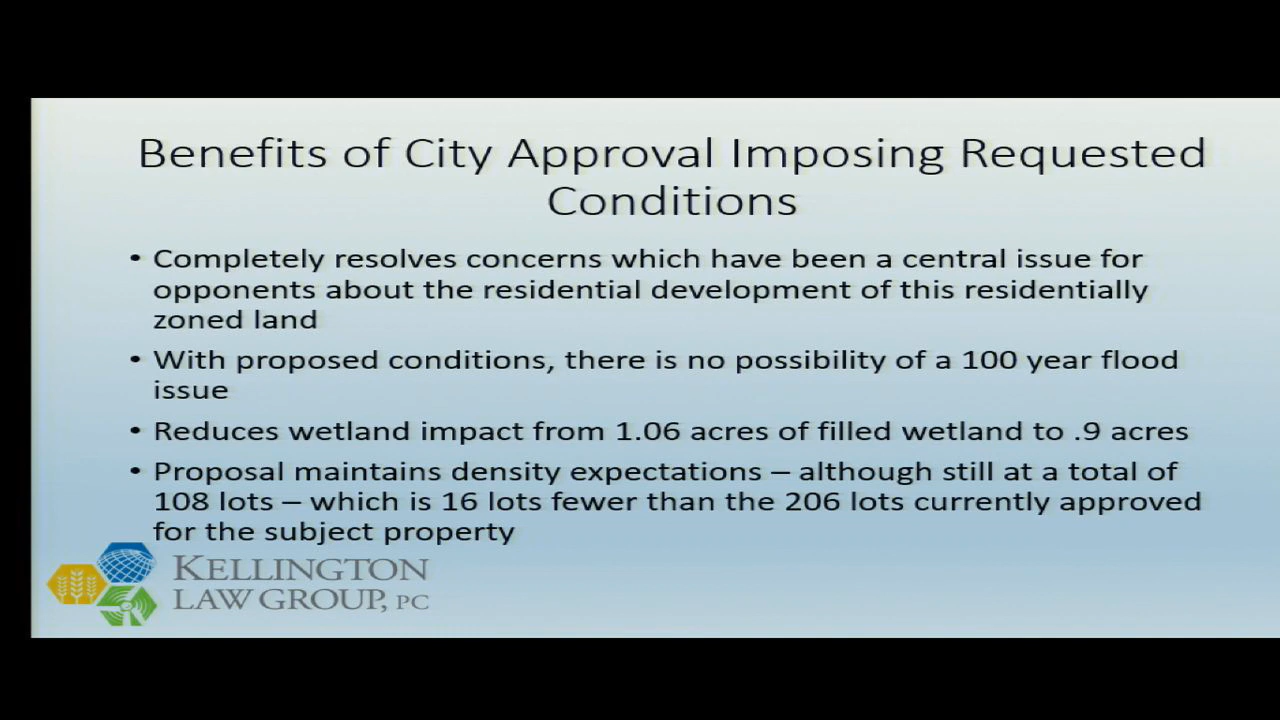 Benefits of City Approval Imposing Requested
Conditions
• Completely resolves concerns which have been a central issue for
opponents about the residential development of this residentially
zoned land
• With proposed conditions, there is no possibility of a 100 year flood
issue
• Reduces wetland impact from 1.06 acres of filled wetland to .9 acres
• Proposal maintains density expectations – although still at a total of
108 lots – which is 16 lots fewer than the 206 lots currently approved
for the subject property
KELLINGTON
LAW GROUP, PC